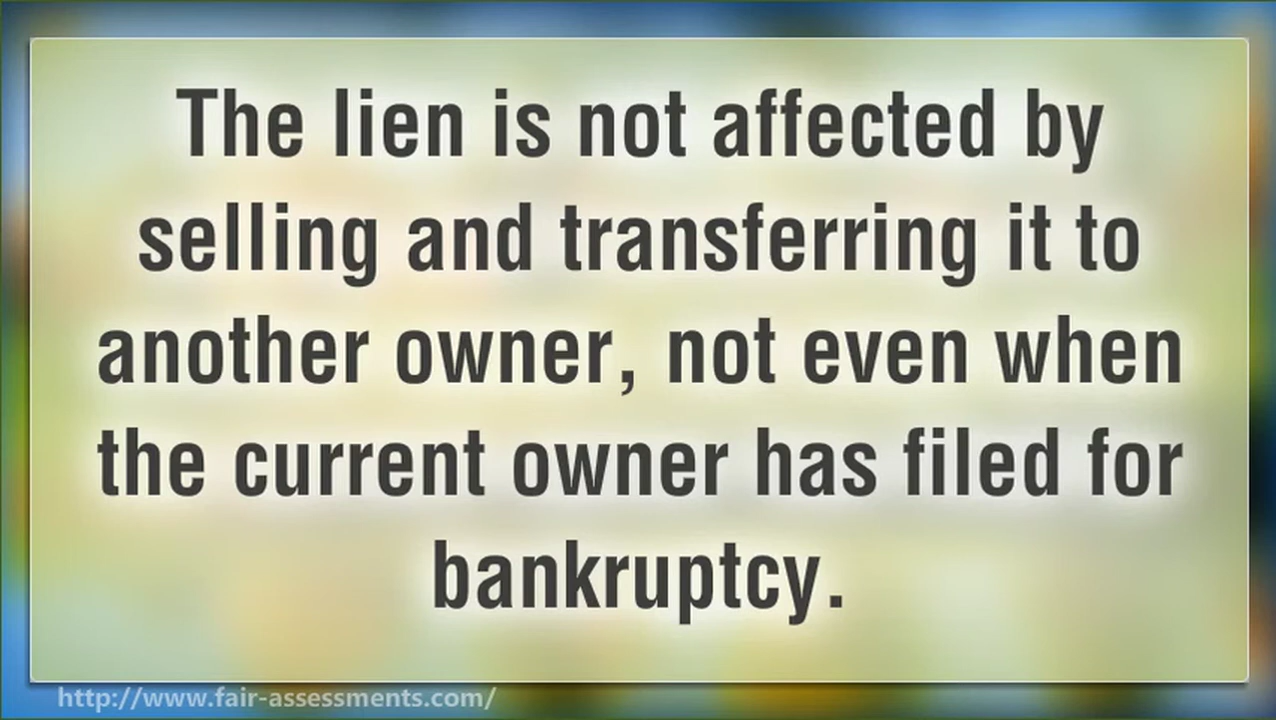 The lien is not affected by
selling and transferring it to
another owner, not even when
the current owner has filed for
bankruptcy.
http://www.fair-assessments.com/